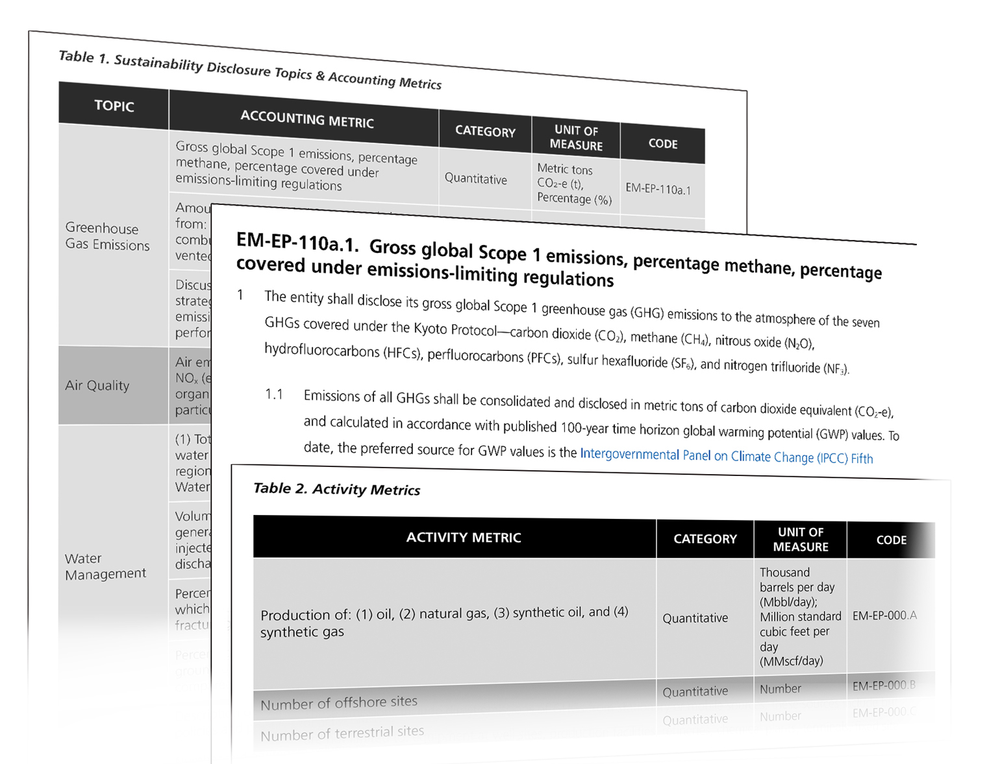 Table 1. Sustainability Disclosure Topics & Accounting Metrics
TOPIC
ACCOUNTING METRIC
CATEGORY
UNIT OF
MEASURE
CODE
Greenhouse
Gas Emissions
Gross global Scope 1 emissions, percentage
methane, percentage covered under
emissions-limiting regulations
Quantitative
Metric tons
CO₂-e (t),
Percentage (%)
EM-EP-110a.1
Amou
from:
combu
vented
Discus
strateg
emissi
perfor
Air Quality
Air em
NOₓ (e
organ
particu
Water
Management
(1) Tot
water
region
Water
Volum
genera
injecte
discha
Percen
which
fractu
Percen
groun
EM-EP-110a.1. Gross global Scope 1 emissions, percentage methane, percentage
covered under emissions-limiting regulations
1 The entity shall disclose its gross global Scope 1 greenhouse gas (GHG) emissions to the atmosphere of the seven
GHGs covered under the Kyoto Protocol—carbon dioxide (CO₂), methane (CH₄), nitrous oxide (N₂O),
hydrofluorocarbons (HFCs), perfluorocarbons (PFCs), sulfur hexafluoride (SF₆), and nitrogen trifluoride (NF₃).
1.1 Emissions of all GHGs shall be consolidated and disclosed in metric tons of carbon dioxide equivalent (CO₂-e),
and calculated in accordance with published 100-year time horizon global warming potential (GWP) values. To
date, the preferred source for GWP values is the Intergovernmental Panel on Climate Change (IPCC) Fifth
Table 2. Activity Metrics
ACTIVITY METRIC
CATEGORY
UNIT OF
MEASURE
CODE
Production of: (1) oil, (2) natural gas, (3) synthetic oil, and (4)
synthetic gas
Quantitative
Thousand
barrels per day
(Mbbl/day);
Million standard
cubic feet per
day
(MMscf/day)
EM-EP-000.A
Number of offshore sites
Quantitative
Number
EM-EP-000.B
Number of terrestrial sites
Quantitative
Number
EM-EP-000.C